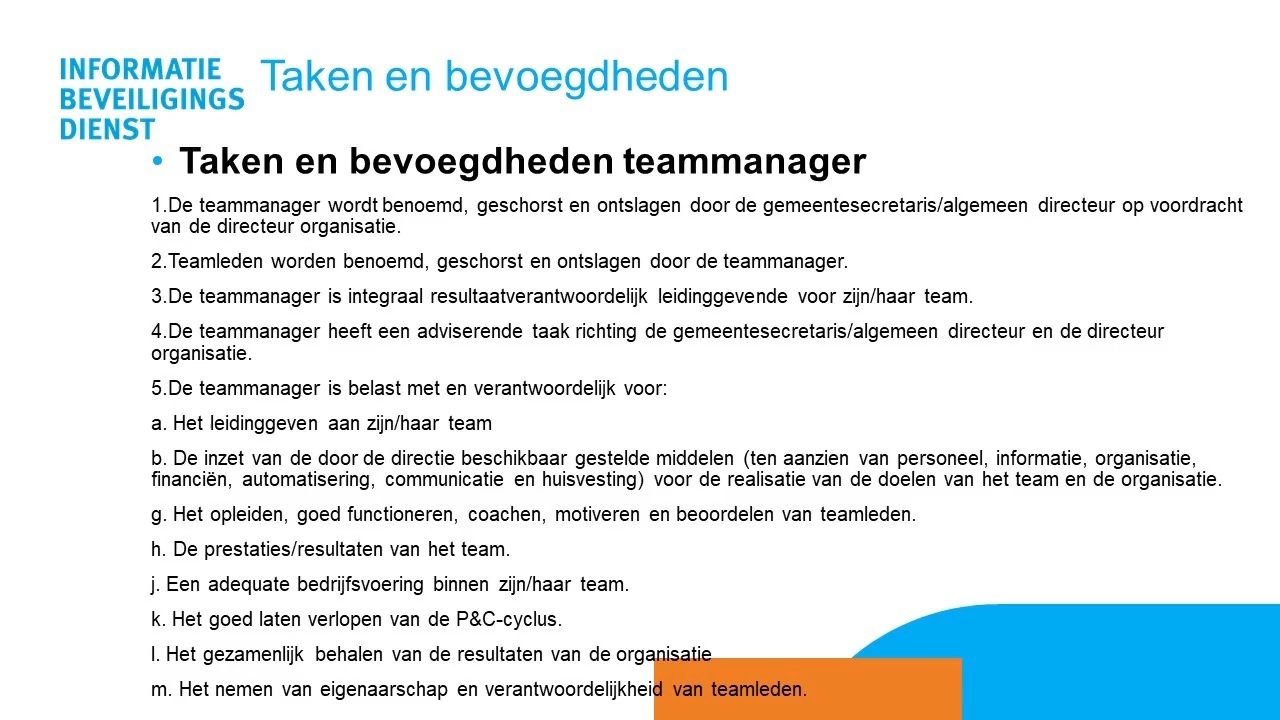 INFORMATIE
BEVEILIGINGS
DIENST
Taken en bevoegdheden
• Taken en bevoegdheden teammanager
1.De teammanager wordt benoemd, geschorst en ontslagen door de gemeentesecretaris/algemeen directeur op voordracht
van de directeur organisatie.
2.Teamleden worden benoemd, geschorst en ontslagen door de teammanager.
3.De teammanager is integraal resultaatverantwoordelijk leidinggevende voor zijn/haar team.
4.De teammanager heeft een adviserende taak richting de gemeentesecretaris/algemeen directeur en de directeur
organisatie.
5.De teammanager is belast met en verantwoordelijk voor:
a. Het leidinggeven aan zijn/haar team
b. De inzet van de door de directie beschikbaar gestelde middelen (ten aanzien van personeel, informatie, organisatie,
financiën, automatisering, communicatie en huisvesting) voor de realisatie van de doelen van het team en de organisatie.
g. Het opleiden, goed functioneren, coachen, motiveren en beoordelen van teamleden.
h. De prestaties/resultaten van het team.
j. Een adequate bedrijfsvoering binnen zijn/haar team.
k. Het goed laten verlopen van de P&C-cyclus.
l. Het gezamenlijk behalen van de resultaten van de organisatie
m. Het nemen van eigenaarschap en verantwoordelijkheid van teamleden.